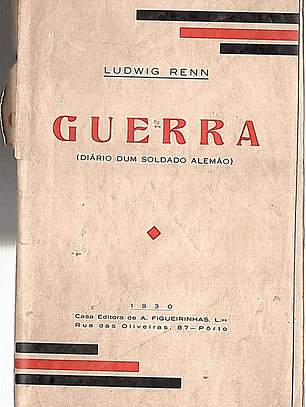 LUDWIG RENN
GUERRA
(DIÁRIO DUM SOLDADO ALEMÃO)
1930
Casa Editora de A. FIGUEIRINHAS, L.da
Rua das Oliveiras, 87 — Pôrto